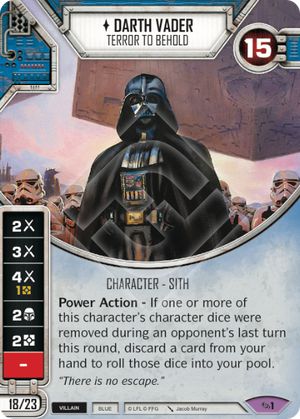 DARTH VADER
TERROR TO BEHOLD
15
2
3
4
1
2
2
-
CHARACTER - SITH
Power Action - If one or more of
this character's character dice were
removed during an opponent's last turn
this round, discard a card from your
hand to roll those dice into your pool.
"There is no escape."
18/23
VILLAIN
BLUE
© LFL © FFG
Jacob Murray
1